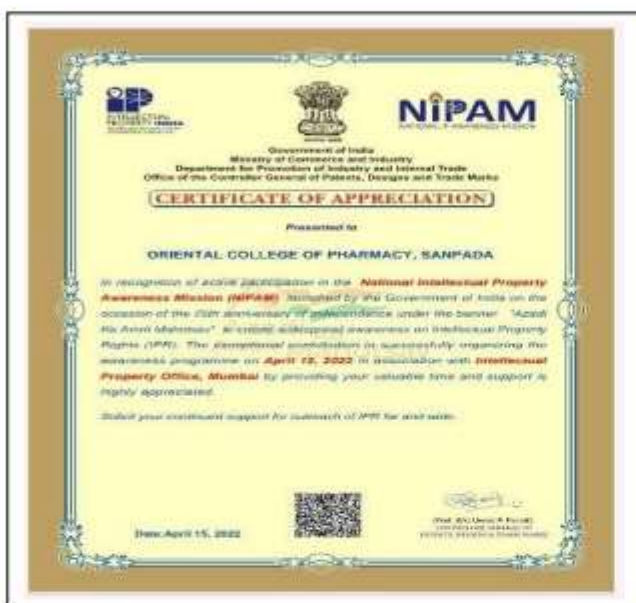 iP
INTELLECTUAL
PROPERTY INDIA
NiPAM
Government of India
Ministry of Commerce and Industry
Department for Promotion of Industry and Internal Trade
Office of the Controller General of Patents, Designs and Trade Marks
CERTIFICATE OF APPRECIATION
Presented to
ORIENTAL COLLEGE OF PHARMACY, SANPADA
In recognition of active participation in the National Intellectual Property
Awareness Mission (NIPAM) launched by the Government of India on the
occasion of the 75th anniversary of independence under the banner "Azadi
Ka Amrit Mahotsav" to create widespread awareness on Intellectual Property
Rights (IPR). The exceptional contribution in successfully organizing the
awareness programme on in association with Intellectual
Property Office, Mumbai by providing your valuable time and support is
highly appreciated.
Solicit your continued support for outreach of IPR far and wide.
Date: April 15, 2022